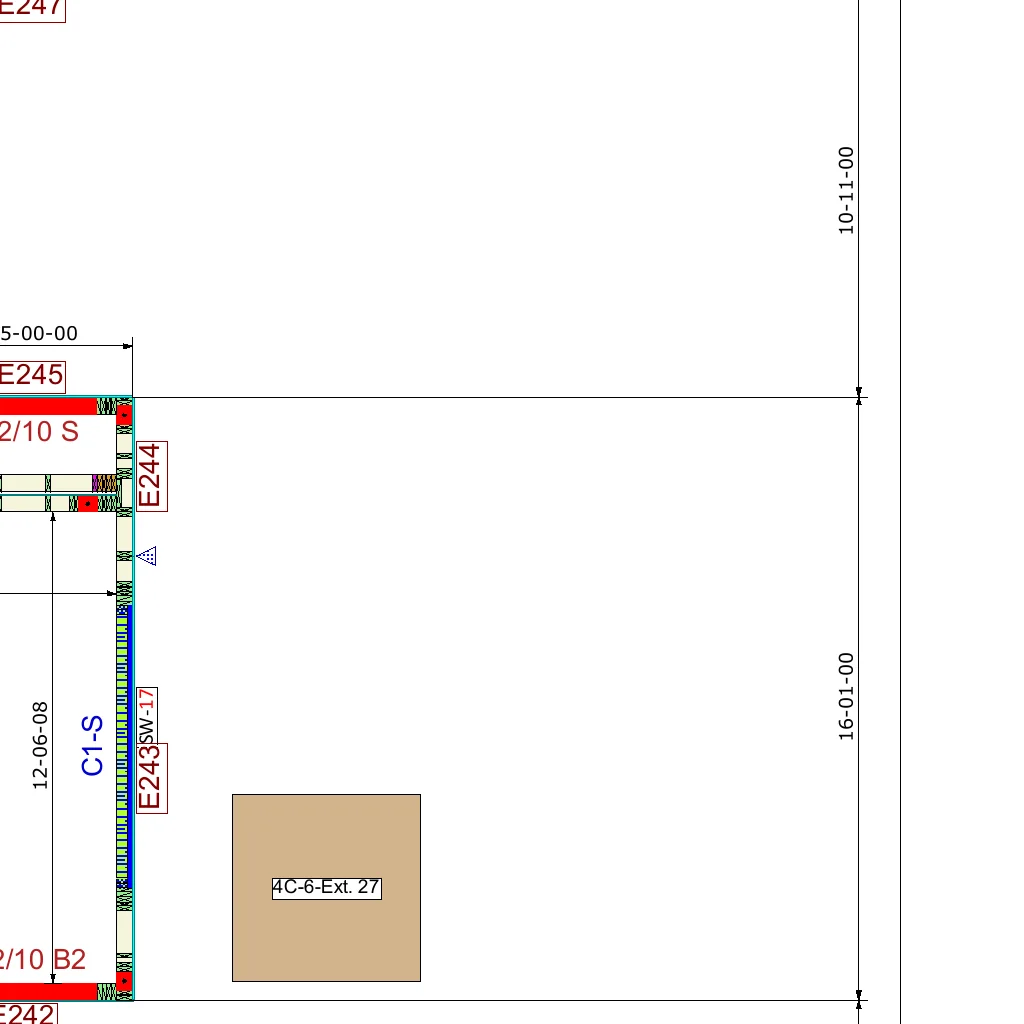 E247
10-11-00
5-00-00
E245
2/10 S
E244
16-01-00
12-06-08
C1-S
SW-17
E243
4C-6-Ext. 27
2/10 B2
E242